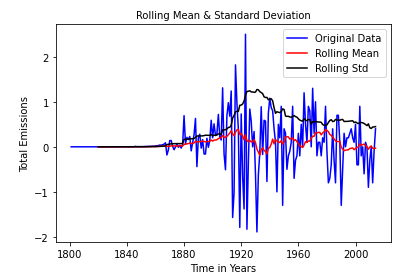 Rolling Mean & Standard Deviation
Original Data
Rolling Mean
Rolling Std
Total Emissions
2
1
0
−1
−2
1800 1840 1880 1920 1960 2000
Time in Years